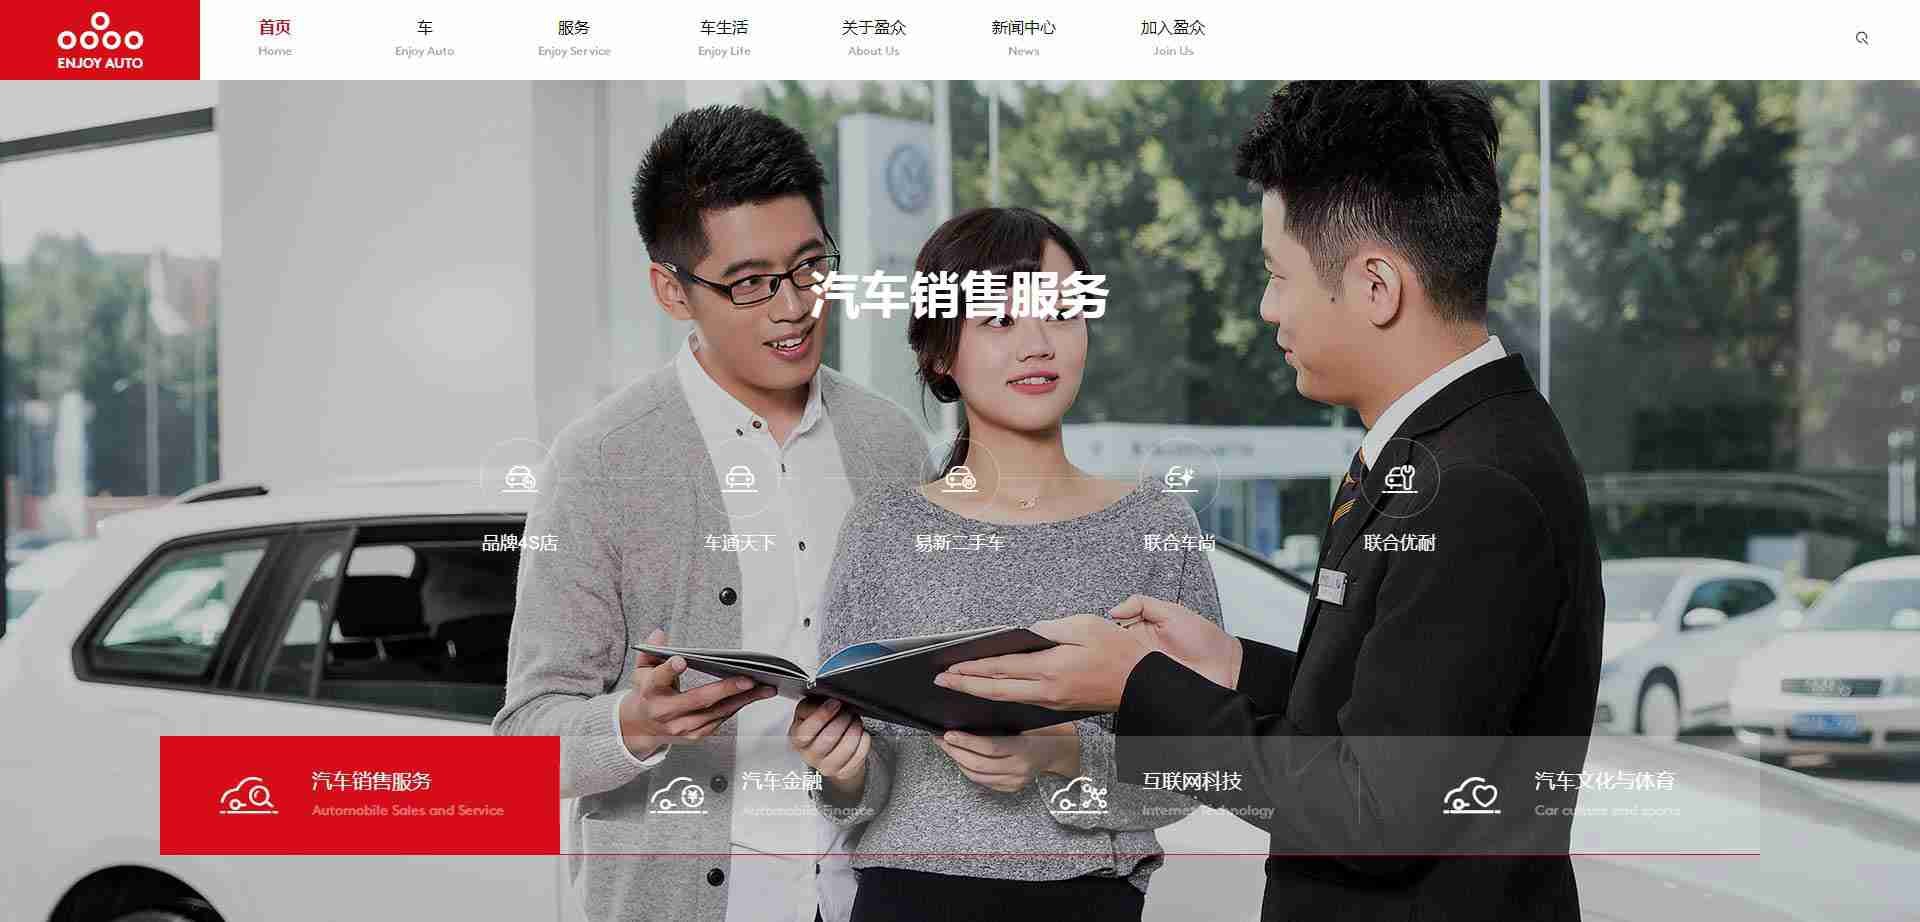 ENJOY AUTO
首页
Home
车
Enjoy Auto
服务
Enjoy Service
车生活
Enjoy Life
关于盈众
About Us
新闻中心
News
加入盈众
Join Us
汽车销售服务
品牌4S店
车通天下
易新二手车
联合车尚
联合优耐
汽车销售服务
Automobile Sales and Service
汽车金融
Automobile Finance
互联网科技
Internet Technology
汽车文化与体育
Car culture and sports